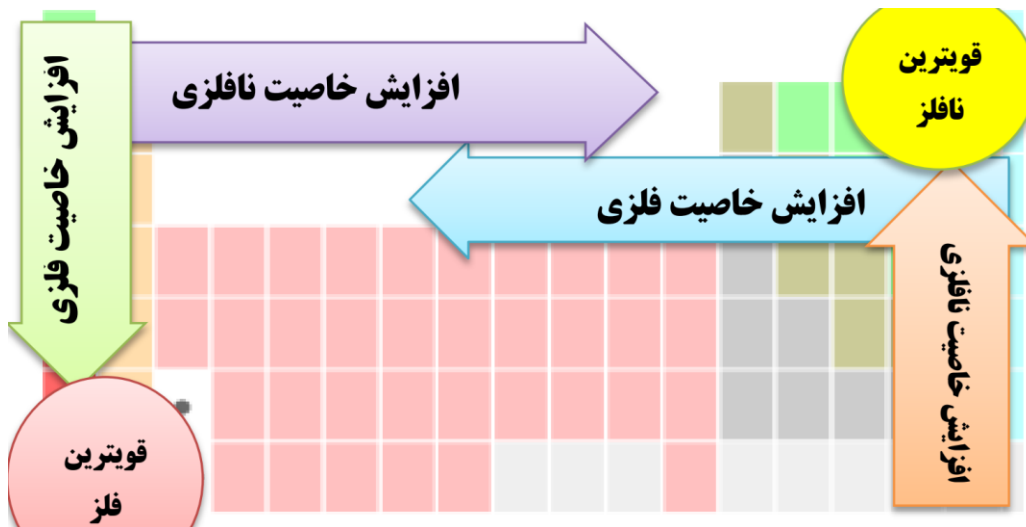 افزایش خاصیت نافلزی
قویترین
نافلز
افزایش خاصیت فلزی
افزایش خاصیت فلزی
افزایش خاصیت نافلزی
قویترین
فلز